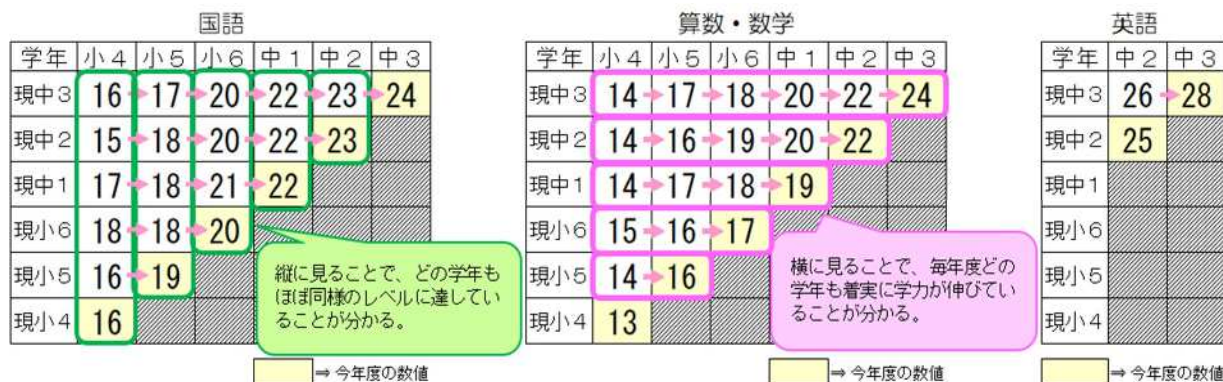 国語
学年 小4 小5 小6 中1 中2 中3
現中3 16 17 20 22 23 24
現中2 15 18 20 22 23
現中1 17 18 21 22
現小6 18 18 20
現小5 16 19
現小4 16
縦に見ることで、どの学年も
ほぼ同様のレベルに達してい
ることが分かる。
⇒ 今年度の数値
算数・数学
学年 小4 小5 小6 中1 中2 中3
現中3 14 17 18 20 22 24
現中2 14 16 19 20 22
現中1 14 17 18 19
現小6 15 16 17
現小5 14 16
現小4 13
横に見ることで、毎年度どの
学年も着実に学力が伸びてい
ることが分かる。
⇒ 今年度の数値
英語
学年 中2 中3
現中3 26 28
現中2 25
現中1
現小6
現小5
現小4
⇒ 今年度の数値